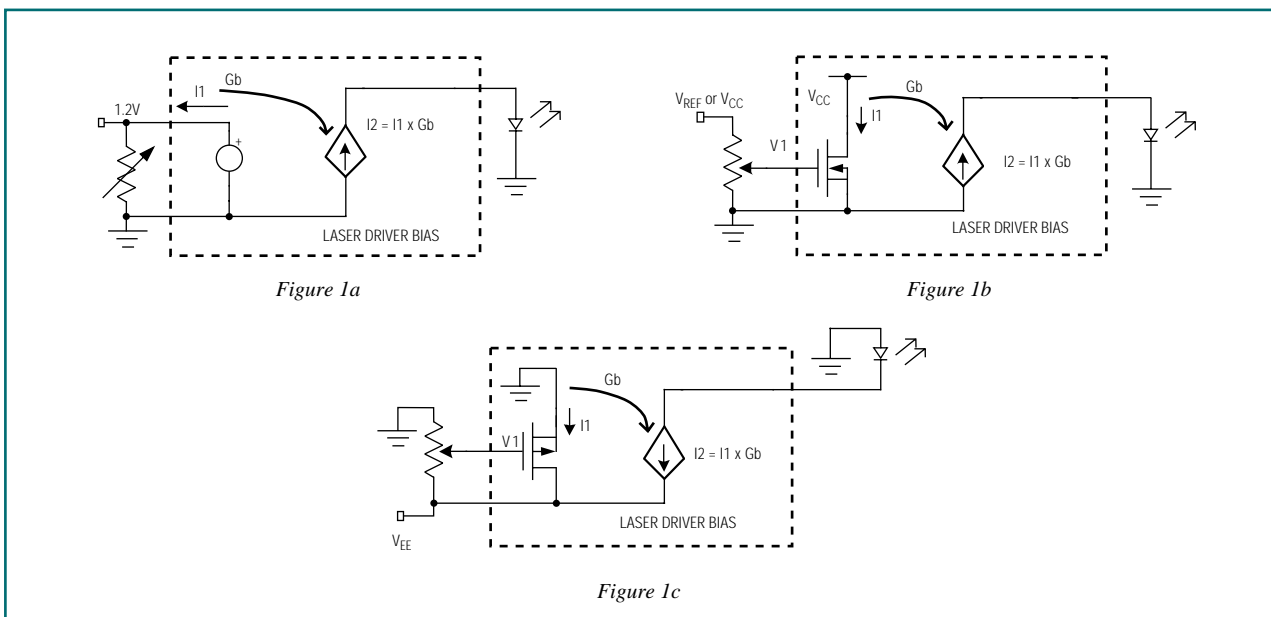 Gb
I1
1.2V
+
I2 = I1 x Gb
LASER DRIVER BIAS
Figure 1a
VREF or VCC
VCC
Gb
I1
V1
I2 = I1 x Gb
LASER DRIVER BIAS
Figure 1b
Gb
I1
V1
I2 = I1 x Gb
LASER DRIVER BIAS
VEE
Figure 1c